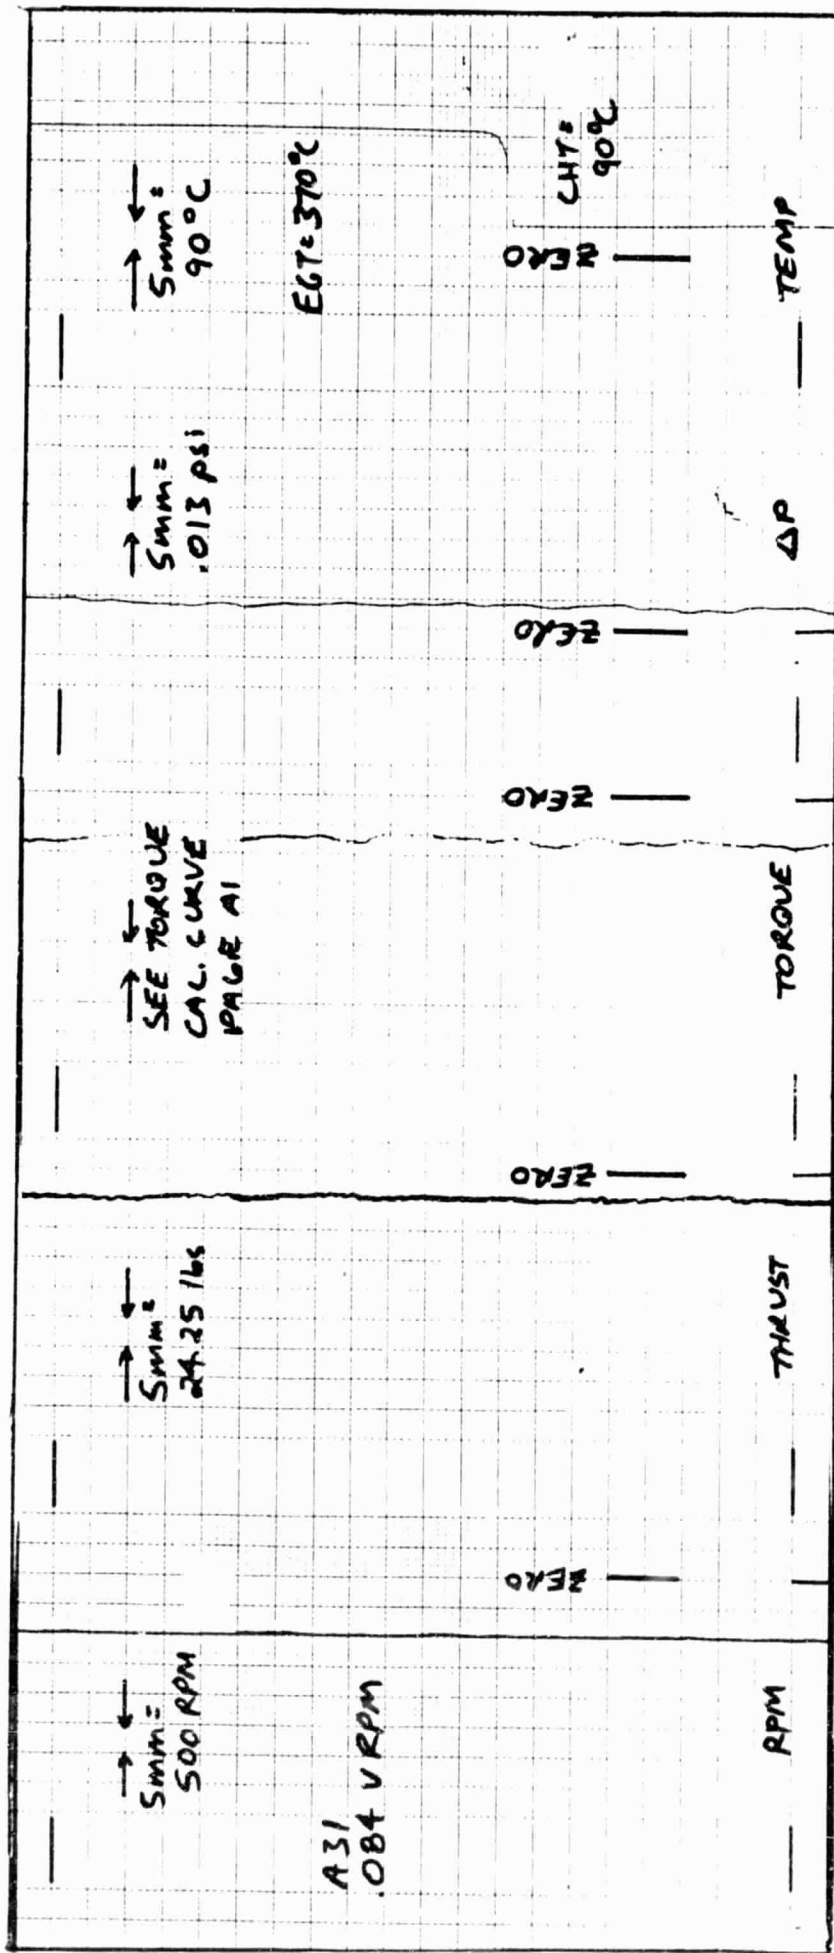 5mm =
500 RPM
A31
.084 V RPM
RPM
ZERO
5mm =
24.25 lbs
THRUST
ZERO
SEE TORQUE
CAL. CURVE
PAGE A1
TORQUE
ZERO
ZERO
5mm =
.013 psi
ΔP
5mm =
90°C
EGT = 370°C
CHT =
90°C
ZERO
TEMP